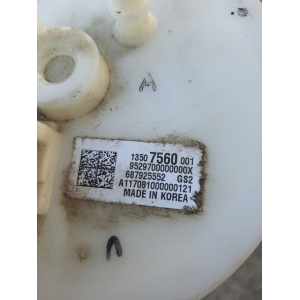 A
1350 7560 001
9529700000000X
687925552 GS2
A117081000000121
MADE IN KOREA